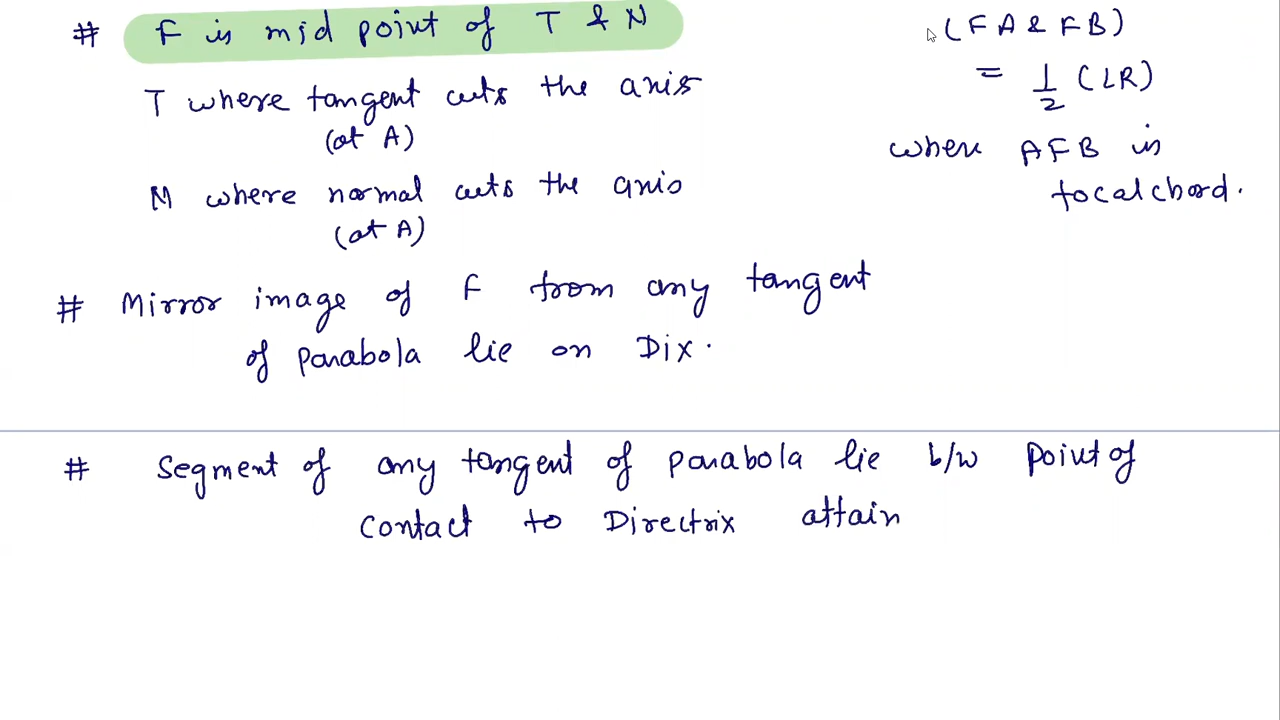 # F is mid point of T & N
T where tangent cuts the axis
(at A)
N where normal cuts the axis
(at A)
# Mirror image of F from any tangent
of parabola lie on Dix.
(FA & FB)
= 1/2 (LR)
where AFB is
focal chord.
# Segment of any tangent of parabola lie b/w point of
contact to Directrix attain